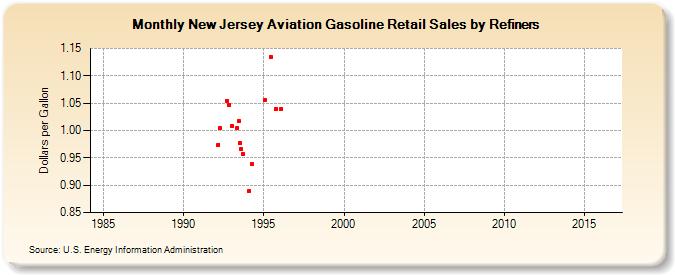 Monthly New Jersey Aviation Gasoline Retail Sales by Refiners
Dollars per Gallon
1.15
1.10
1.05
1.00
0.95
0.90
0.85
1985 1990 1995 2000 2005 2010 2015
Source: U.S. Energy Information Administration